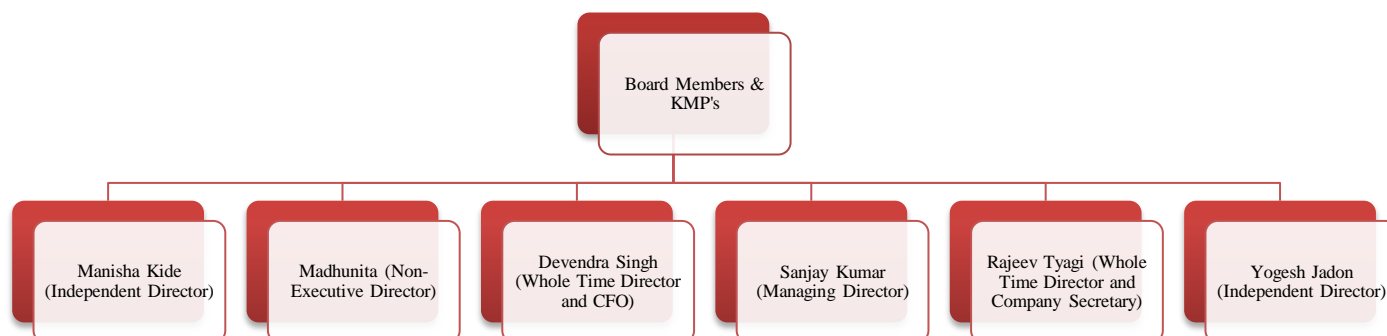 Board Members &
KMP's
Manisha Kide
(Independent Director)
Madhunita (Non-
Executive Director)
Devendra Singh
(Whole Time Director
and CFO)
Sanjay Kumar
(Managing Director)
Rajeev Tyagi (Whole
Time Director and
Company Secretary)
Yogesh Jadon
(Independent Director)